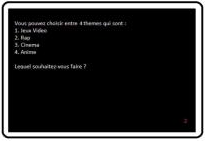 Vous pouvez choisir entre 4 themes qui sont :
1. Jeux Video
2. Rap
3. Cinema
4. Anime
Lequel souhaitez-vous faire ?
2